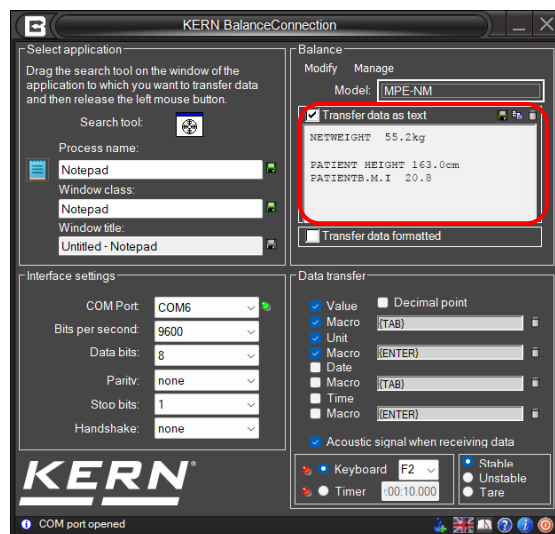 KERN BalanceConnection
Select application
Drag the search tool on the window of the
application to which you want to transfer data
and then release the left mouse button.
Search tool:
Process name:
Notepad
Window class:
Notepad
Window title:
Untitled - Notepad
Balance
Modify Manage
Model: MPE-NM
Transfer data as text
NETWEIGHT 55.2kg
PATIENT HEIGHT 163.0cm
PATIENTB.M.I 20.8
Transfer data formatted
Interface settings
COM Port: COM6
Bits per second: 9600
Data bits: 8
Parity: none
Stop bits: 1
Handshake: none
Data transfer
Value Decimal point
Macro {TAB}
Unit
Macro {ENTER}
Date
Macro {TAB}
Time
Macro {ENTER}
Acoustic signal when receiving data
Keyboard F2
Timer 00:10.000
Stable
Unstable
Tare
KERN
COM port opened